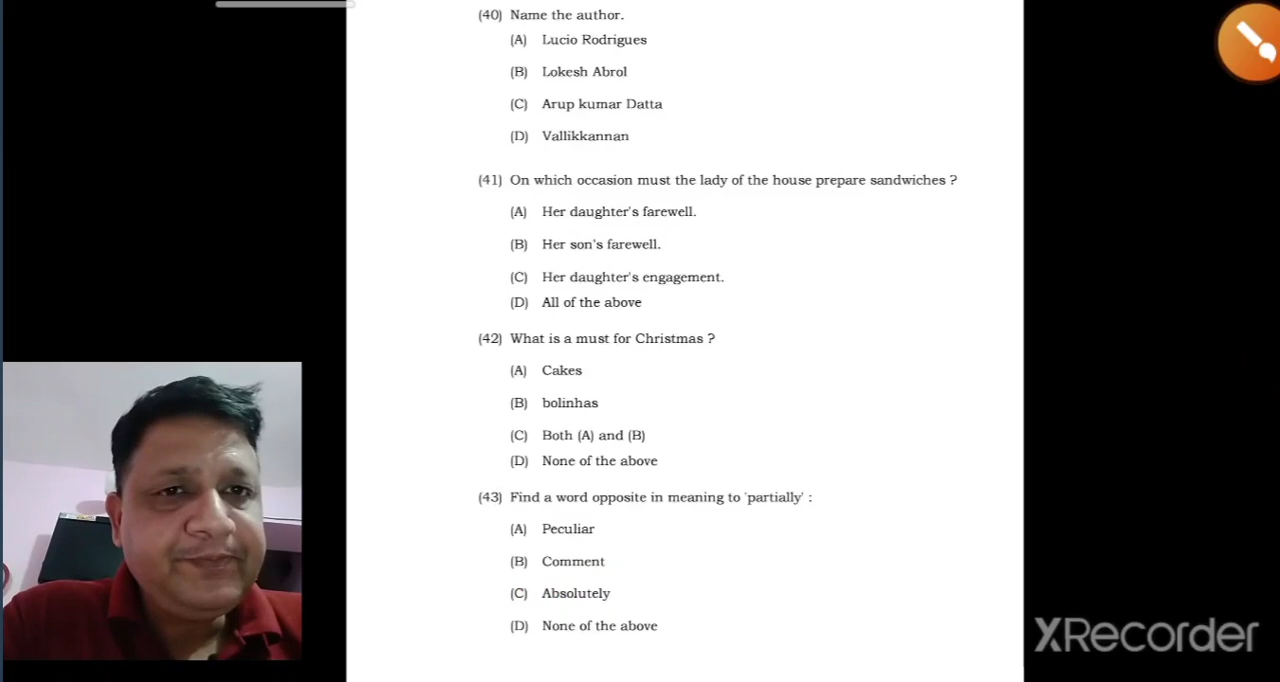 (40) Name the author.
(A) Lucio Rodrigues
(B) Lokesh Abrol
(C) Arup kumar Datta
(D) Vallikkannan
(41) On which occasion must the lady of the house prepare sandwiches ?
(A) Her daughter's farewell.
(B) Her son's farewell.
(C) Her daughter's engagement.
(D) All of the above
(42) What is a must for Christmas ?
(A) Cakes
(B) bolinhas
(C) Both (A) and (B)
(D) None of the above
(43) Find a word opposite in meaning to 'partially' :
(A) Peculiar
(B) Comment
(C) Absolutely
(D) None of the above
XRecorder